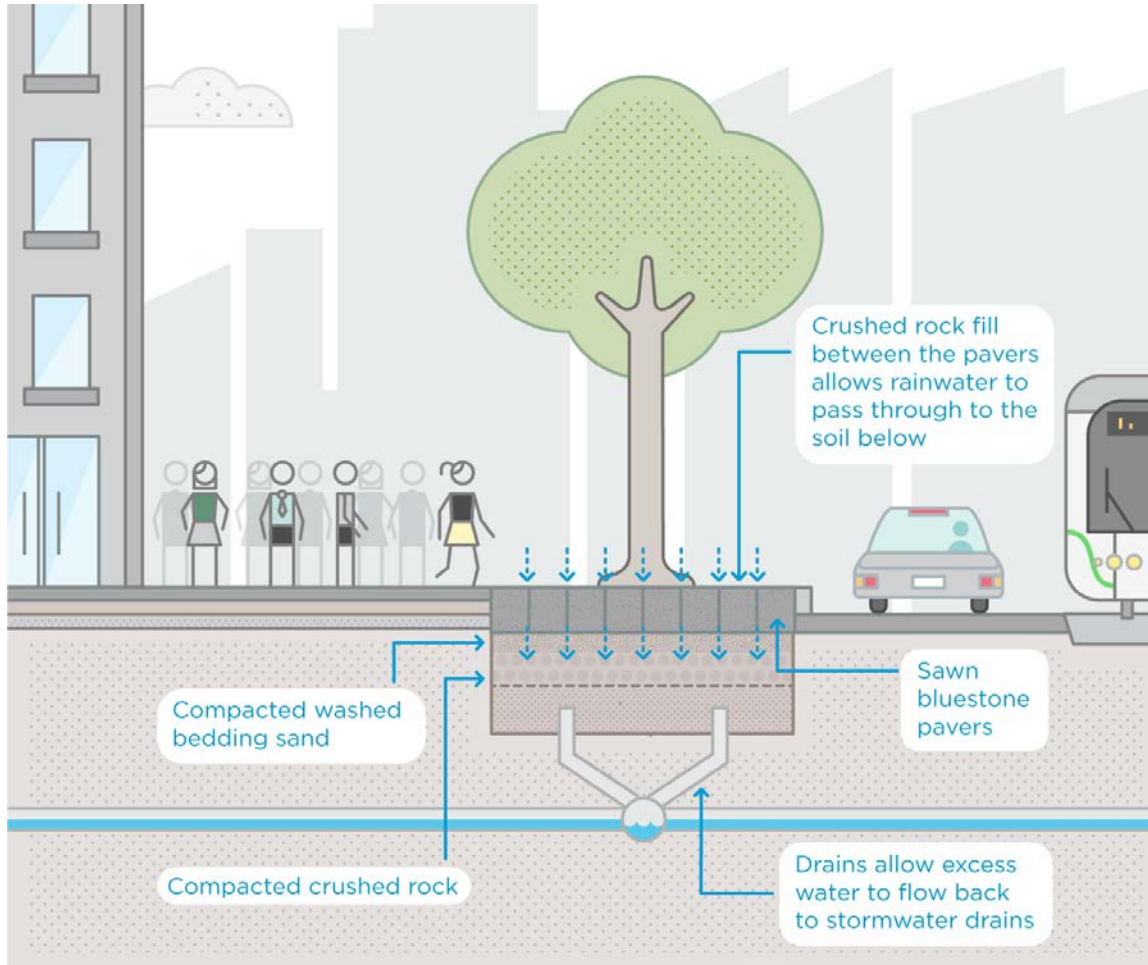 Crushed rock fill
between the pavers
allows rainwater to
pass through to the
soil below
Compacted washed
bedding sand
Sawn
bluestone
pavers
Compacted crushed rock
Drains allow excess
water to flow back
to stormwater drains